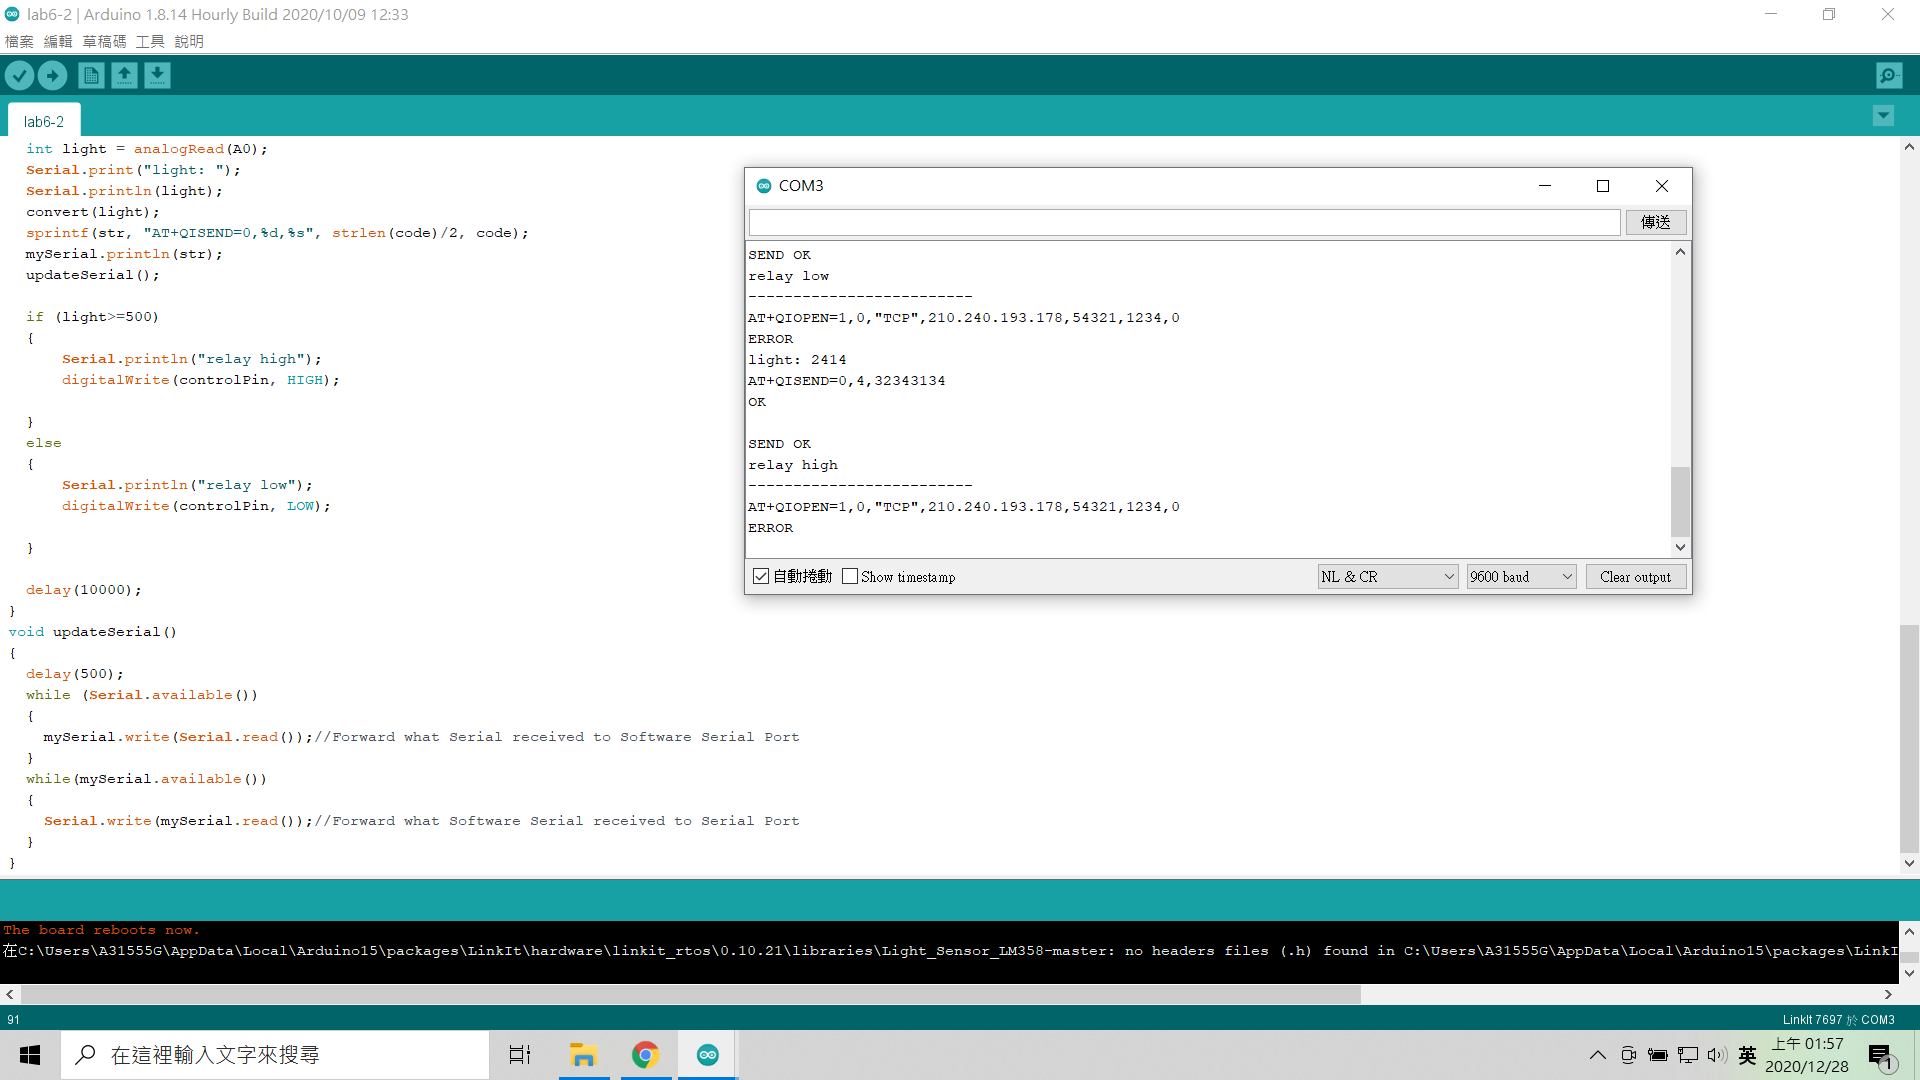 lab6-2 | Arduino 1.8.14 Hourly Build 2020/10/09 12:33
檔案 編輯 草稿碼 工具 說明
lab6-2
int light = analogRead(A0);
Serial.print("light: ");
Serial.println(light);
convert(light);
sprintf(str, "AT+QISEND=0,%d,%s", strlen(code)/2, code);
mySerial.println(str);
updateSerial();
if (light>=500)
{
Serial.println("relay high");
digitalWrite(controlPin, HIGH);
}
else
{
Serial.println("relay low");
digitalWrite(controlPin, LOW);
}
delay(10000);
}
void updateSerial()
{
delay(500);
while (Serial.available())
{
mySerial.write(Serial.read());//Forward what Serial received to Software Serial Port
}
while(mySerial.available())
{
Serial.write(mySerial.read());//Forward what Software Serial received to Serial Port
}
}
COM3
傳送
SEND OK
relay low
-------------------------
AT+QIOPEN=1,0,"TCP",210.240.193.178,54321,1234,0
ERROR
light: 2414
AT+QISEND=0,4,32343134
OK
SEND OK
relay high
-------------------------
AT+QIOPEN=1,0,"TCP",210.240.193.178,54321,1234,0
ERROR
自動捲動 Show timestamp NL & CR 9600 baud Clear output
The board reboots now.
在C:\Users\A31555G\AppData\Local\Arduino15\packages\LinkIt\hardware\linkit_rtos\0.10.21\libraries\Light_Sensor_LM358-master: no headers files (.h) found in C:\Users\A31555G\AppData\Local\Arduino15\packages\LinkI
91
LinkIt 7697 於 COM3
在這裡輸入文字來搜尋
英
上午 01:57
2020/12/28
1